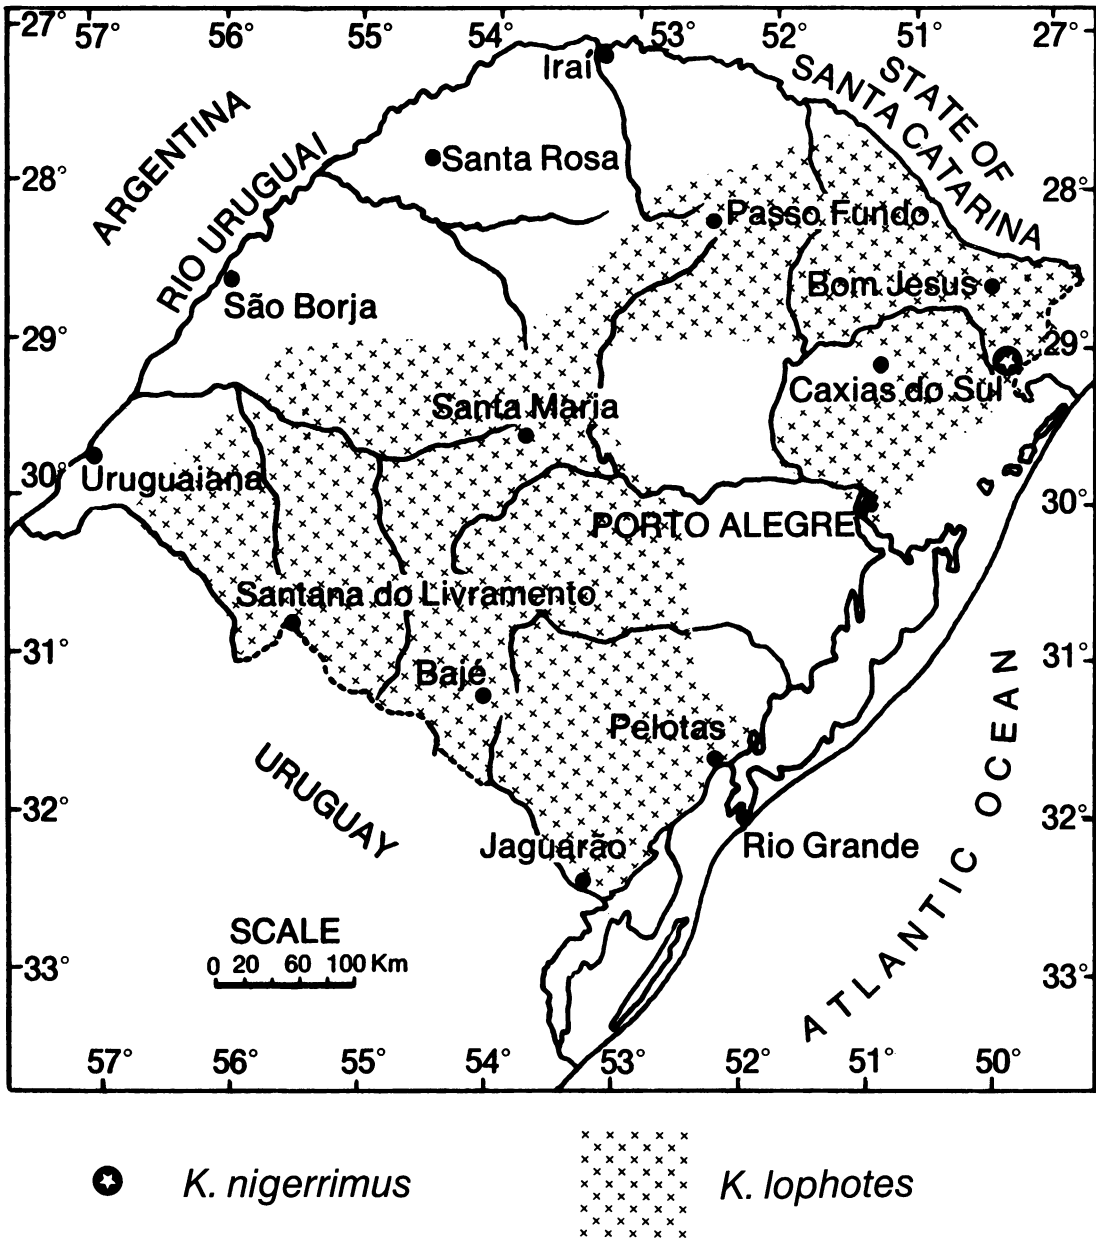 27°
57°
56°
55°
54°
53°
52°
51°
27°
Iraí
STATE OF
SANTA CATARINA
ARGENTINA
Santa Rosa
28°
28°
RIO URUGUAI
Passo Fundo
São Borja
Bom Jesus
29°
29°
Caxias do Sul
Santa Maria
30°
Uruguaiana
30°
PORTO ALEGRE
Santana do Livramento
31°
31°
Bajé
Pelotas
URUGUAY
ATLANTIC OCEAN
32°
32°
Jaguarão
Rio Grande
SCALE
0 20 60 100 Km
33°
33°
57°
56°
55°
54°
53°
52°
51°
50°
K. nigerrimus
K. lophotes